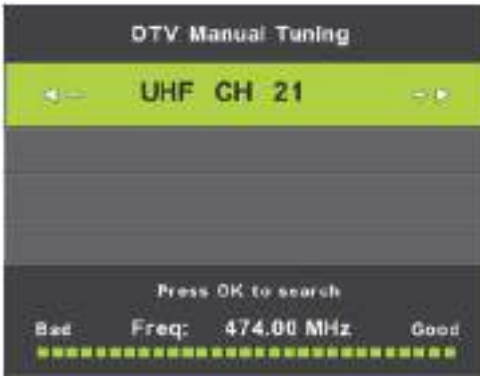 DTV Manual Tuning
UHF CH 21
Press OK to search
Bad Freq: 474.00 MHz Good